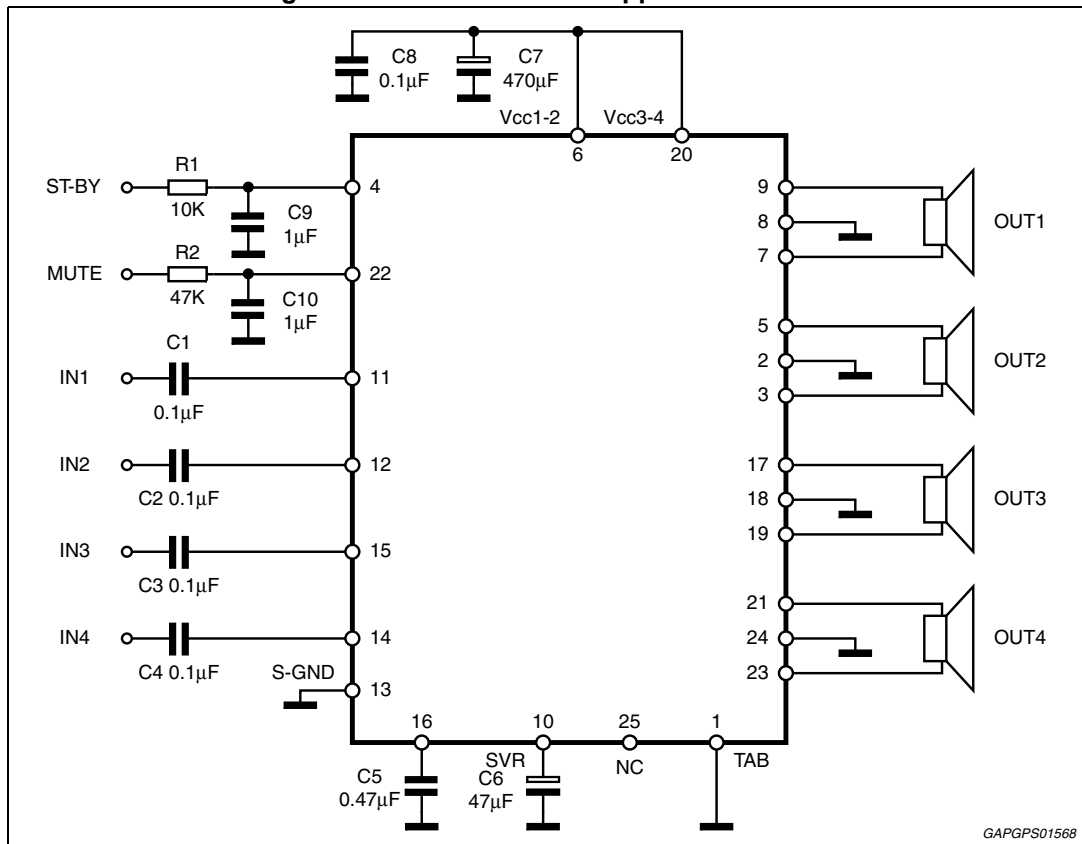 C8
0.1µF
C7
470µF
Vcc1-2
Vcc3-4
6
20
ST-BY
R1
10K
4
C9
1µF
MUTE
R2
47K
22
C10
1µF
IN1
C1
0.1µF
11
IN2
C2 0.1µF
12
IN3
C3 0.1µF
15
IN4
C4 0.1µF
14
S-GND
13
9
8
7
OUT1
5
2
3
OUT2
17
18
19
OUT3
21
24
23
OUT4
16
10
25
1
SVR
NC
TAB
C5
0.47µF
C6
47µF
GAPGPS01568